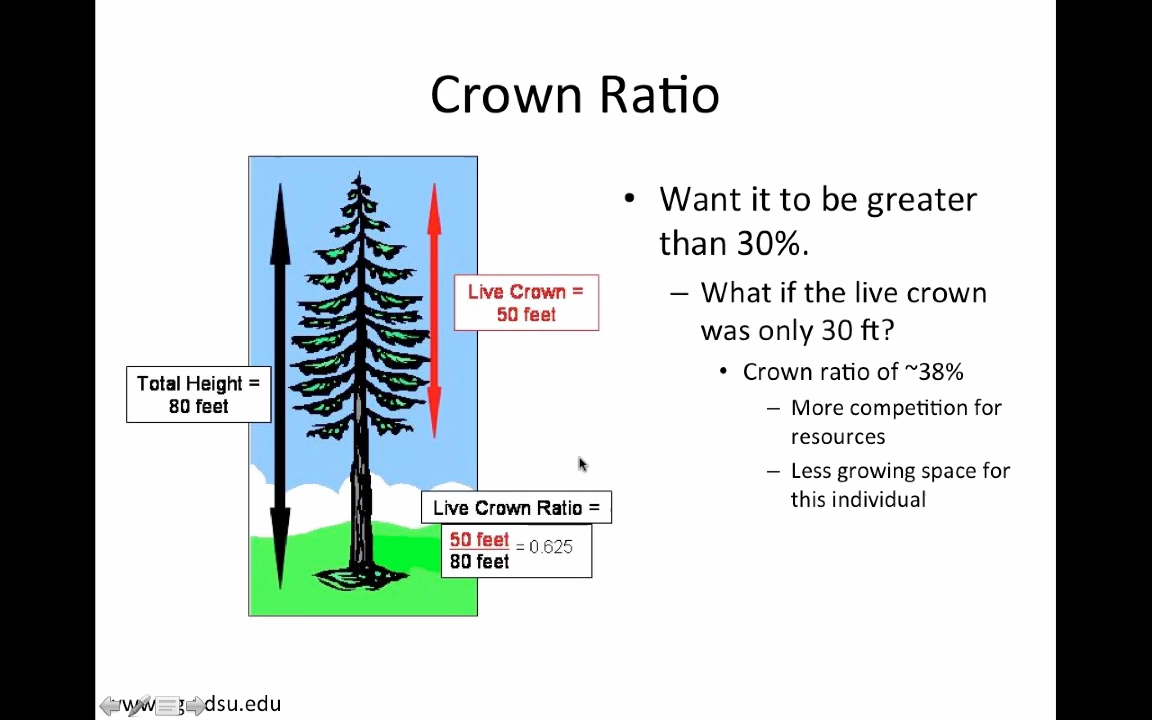 Crown Ratio
Total Height =
80 feet
Live Crown =
50 feet
Live Crown Ratio =
50 feet
80 feet
= 0.625
• Want it to be greater
than 30%.
– What if the live crown
was only 30 ft?
• Crown ratio of ~38%
– More competition for
resources
– Less growing space for
this individual
dsu.edu